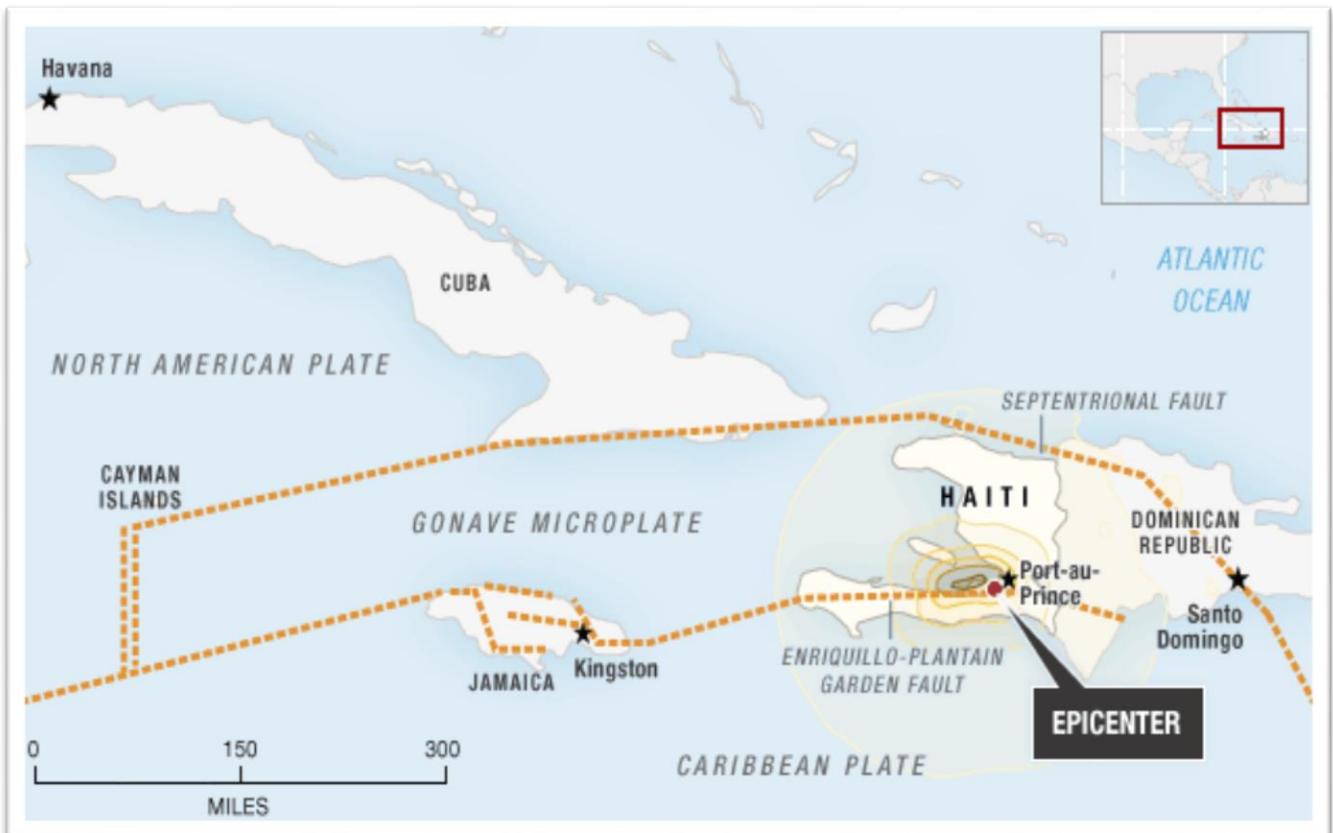 Havana
CUBA
ATLANTIC
OCEAN
NORTH AMERICAN PLATE
SEPTENTRIONAL FAULT
CAYMAN
ISLANDS
HAITI
GONAVE MICROPLATE
DOMINICAN
REPUBLIC
Port-au-
Prince
Santo
Domingo
ENRIQUILLO-PLANTAIN
GARDEN FAULT
Kingston
JAMAICA
EPICENTER
CARIBBEAN PLATE
0 150 300
MILES